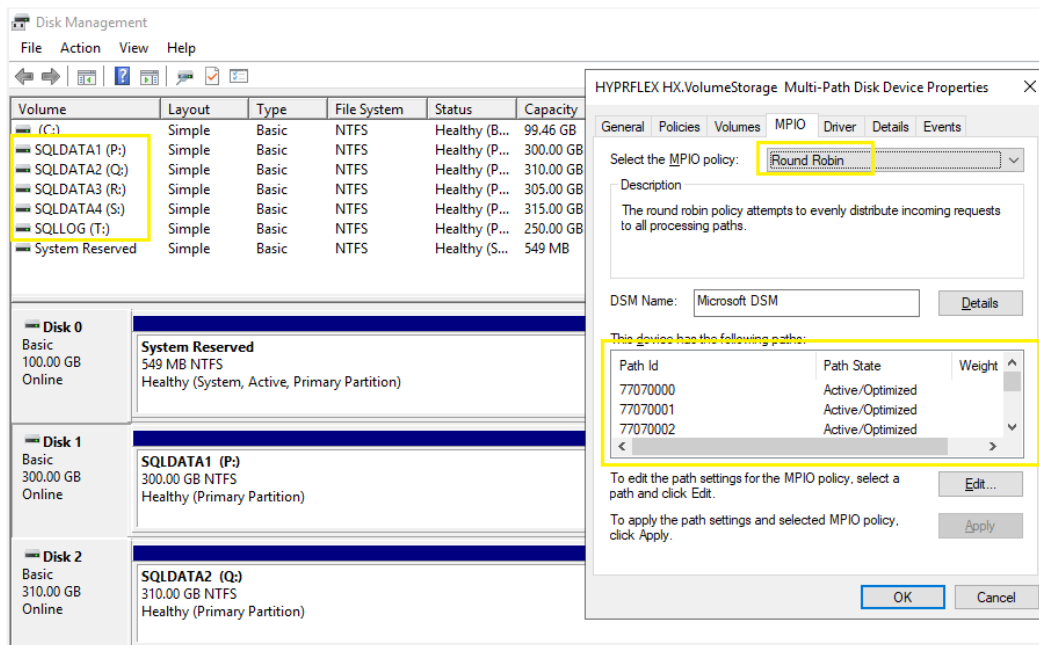 Disk Management
File Action View Help
Volume Layout Type File System Status Capacity
(C:) Simple Basic NTFS Healthy (B... 99.46 GB
SQLDATA1 (P:) Simple Basic NTFS Healthy (P... 300.00 GB
SQLDATA2 (Q:) Simple Basic NTFS Healthy (P... 310.00 GB
SQLDATA3 (R:) Simple Basic NTFS Healthy (P... 305.00 GB
SQLDATA4 (S:) Simple Basic NTFS Healthy (P... 315.00 GB
SQLLOG (T:) Simple Basic NTFS Healthy (P... 250.00 GB
System Reserved Simple Basic NTFS Healthy (S... 549 MB
Disk 0
Basic
100.00 GB
Online
System Reserved
549 MB NTFS
Healthy (System, Active, Primary Partition)
Disk 1
Basic
300.00 GB
Online
SQLDATA1 (P:)
300.00 GB NTFS
Healthy (Primary Partition)
Disk 2
Basic
310.00 GB
Online
SQLDATA2 (Q:)
310.00 GB NTFS
Healthy (Primary Partition)
HYPRFLEX HX.VolumeStorage Multi-Path Disk Device Properties
General Policies Volumes MPIO Driver Details Events
Select the MPIO policy: Round Robin
Description
The round robin policy attempts to evenly distribute incoming requests
to all processing paths.
DSM Name: Microsoft DSM Details
This device has the following paths:
Path Id Path State Weight
77070000 Active/Optimized
77070001 Active/Optimized
77070002 Active/Optimized
To edit the path settings for the MPIO policy, select a
path and click Edit.
Edit...
To apply the path settings and selected MPIO policy,
click Apply.
Apply
OK Cancel